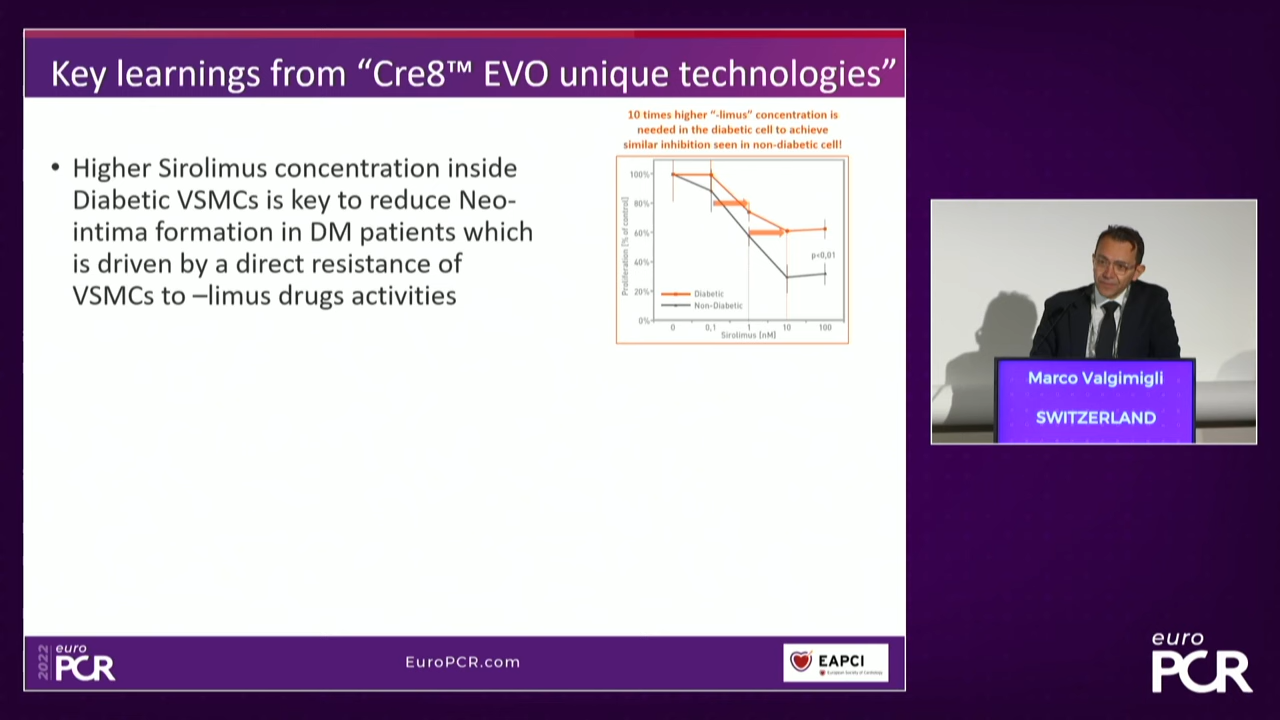 Key learnings from “Cre8™ EVO unique technologies”
• Higher Sirolimus concentration inside
Diabetic VSMCs is key to reduce Neo-
intima formation in DM patients which
is driven by a direct resistance of
VSMCs to –limus drugs activities
10 times higher “-limus” concentration is
needed in the diabetic cell to achieve
similar inhibition seen in non-diabetic cell!
Proliferation [% of control]
100%
80%
60%
40%
20%
0%
p<0,01
Diabetic
Non-Diabetic
0 0,1 1 10 100
Sirolimus [nM]
2022 euro
PCR
EuroPCR.com
EAPCI
European Society of Cardiology
Marco Valgimigli
SWITZERLAND
euro
PCR